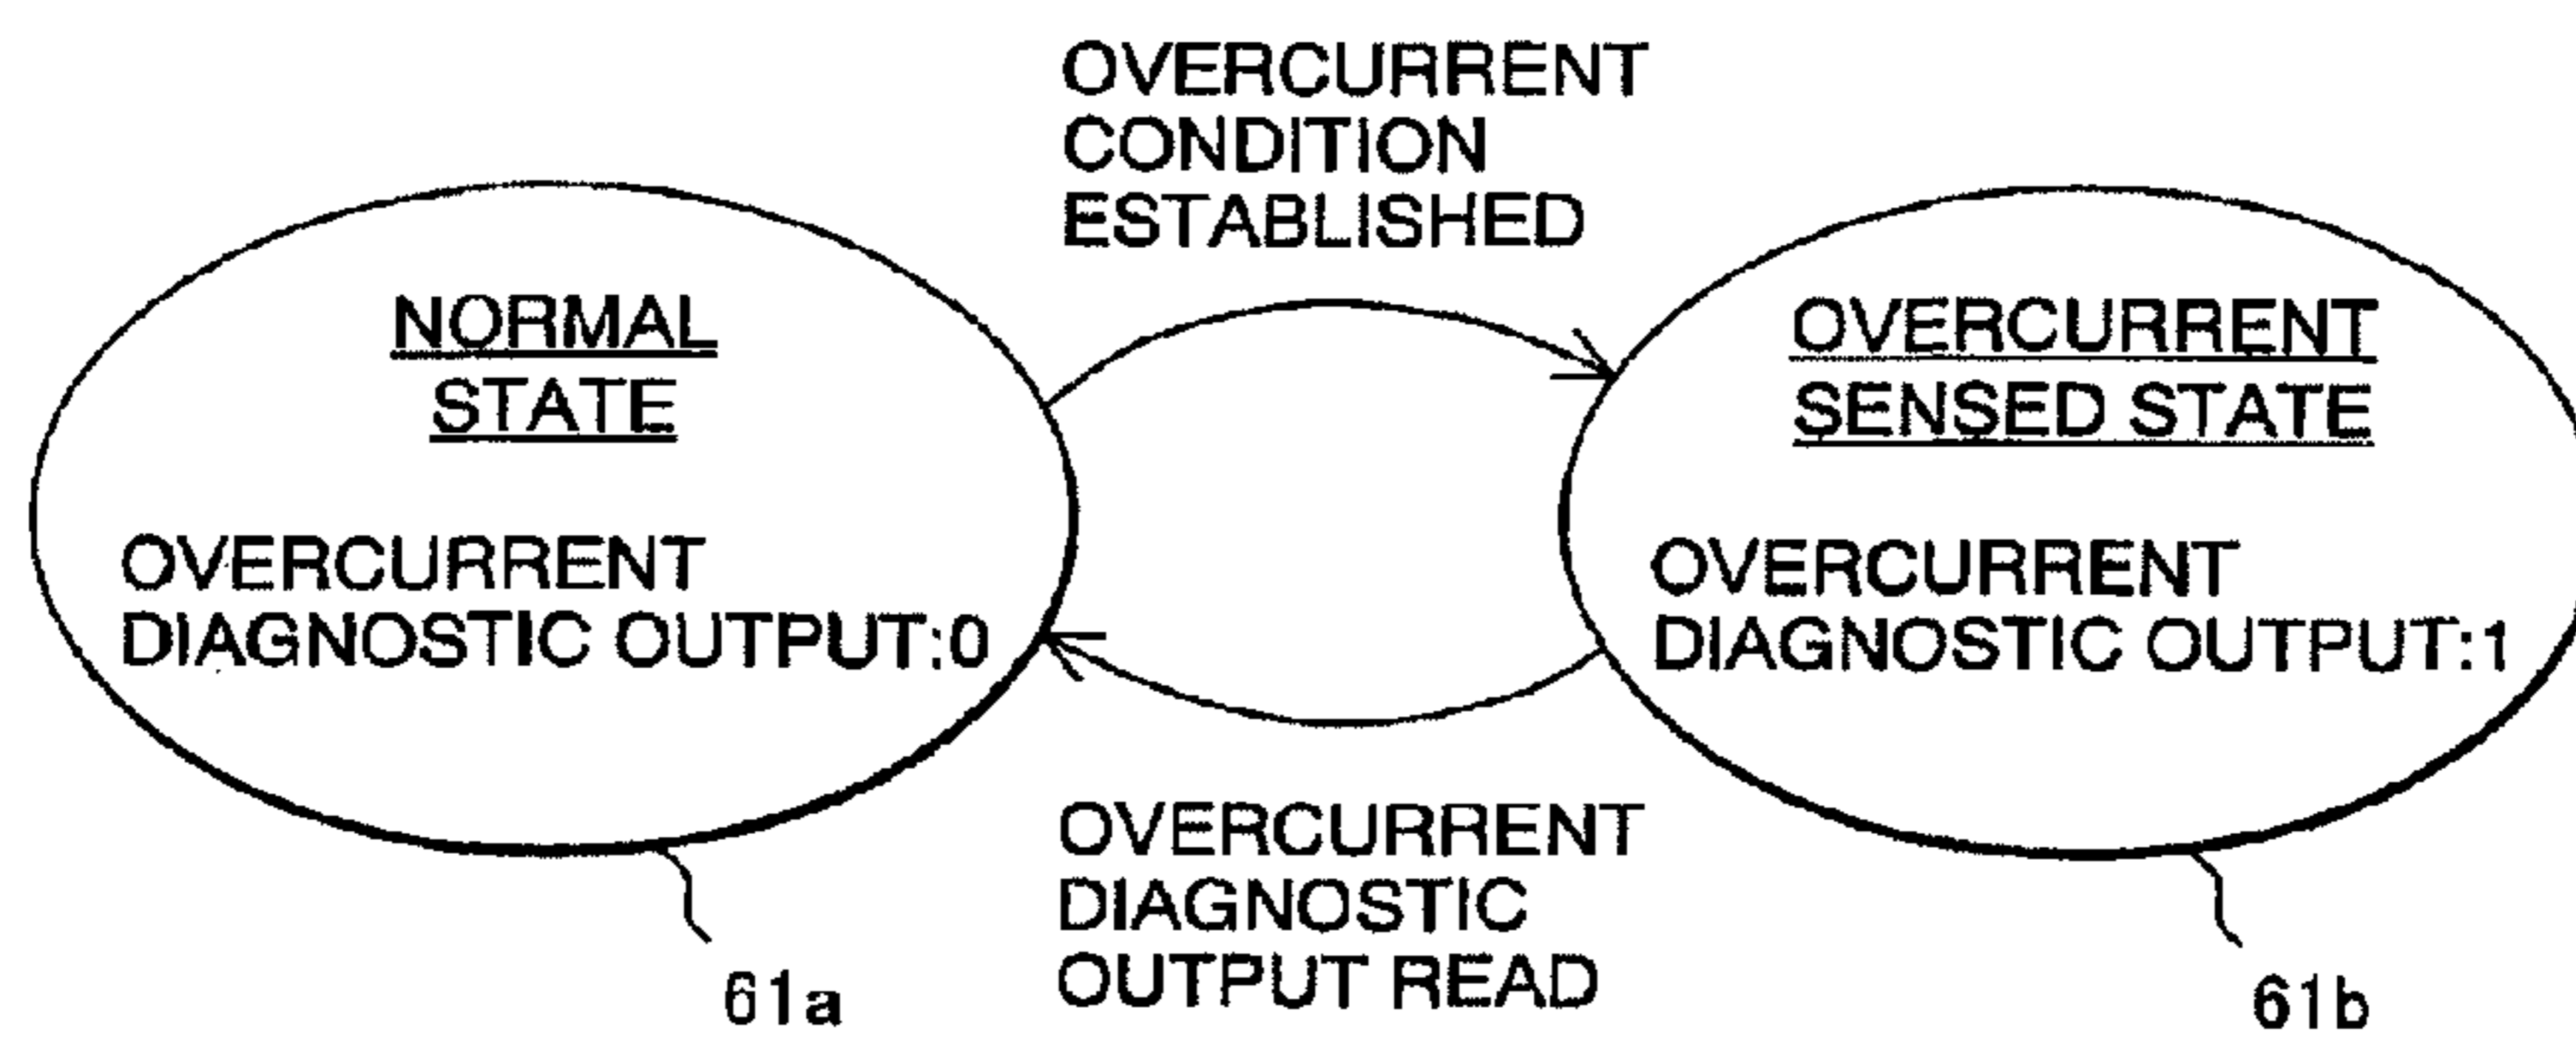 OVERCURRENT
CONDITION
ESTABLISHED
NORMAL
STATE
OVERCURRENT
DIAGNOSTIC OUTPUT:0
OVERCURRENT
SENSED STATE
OVERCURRENT
DIAGNOSTIC OUTPUT:1
OVERCURRENT
DIAGNOSTIC
OUTPUT READ
61a
61b